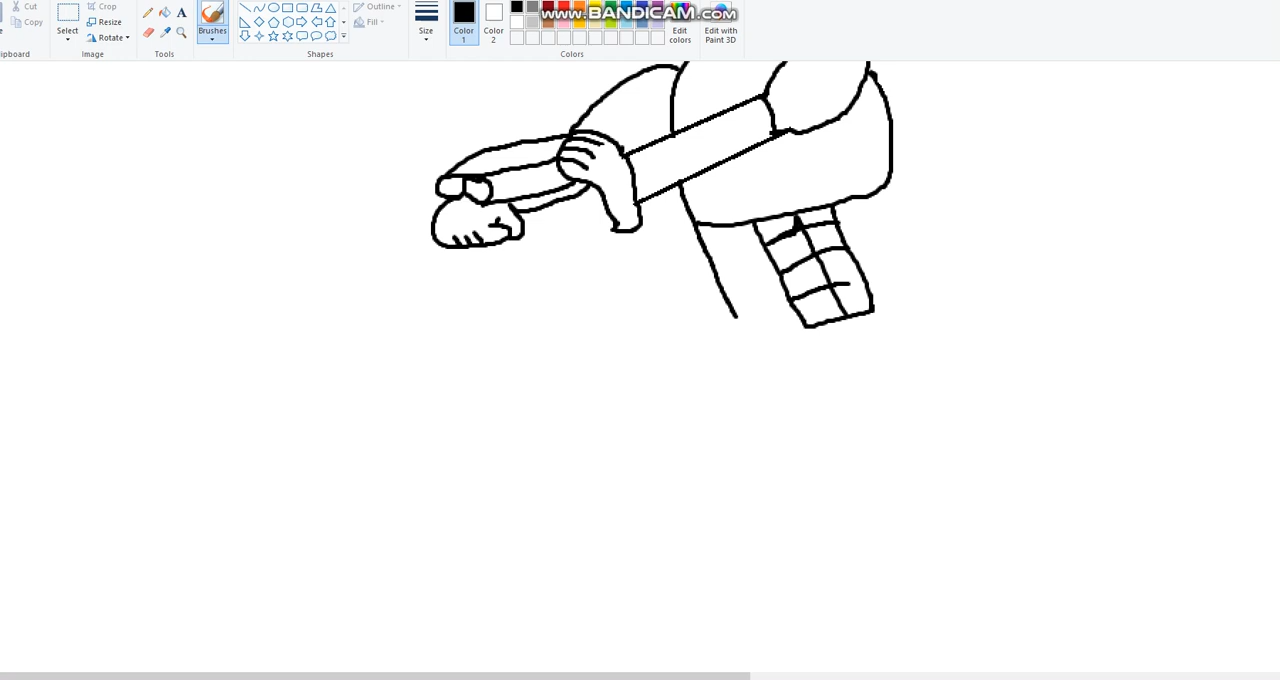 Cut
Copy
Crop
Resize
Rotate
Select
Brushes
Outline
Fill
Size
Color
1
Color
2
Edit
colors
Edit with
Paint 3D
www.BANDICAM.com
ipboard
Image
Tools
Shapes
Colors